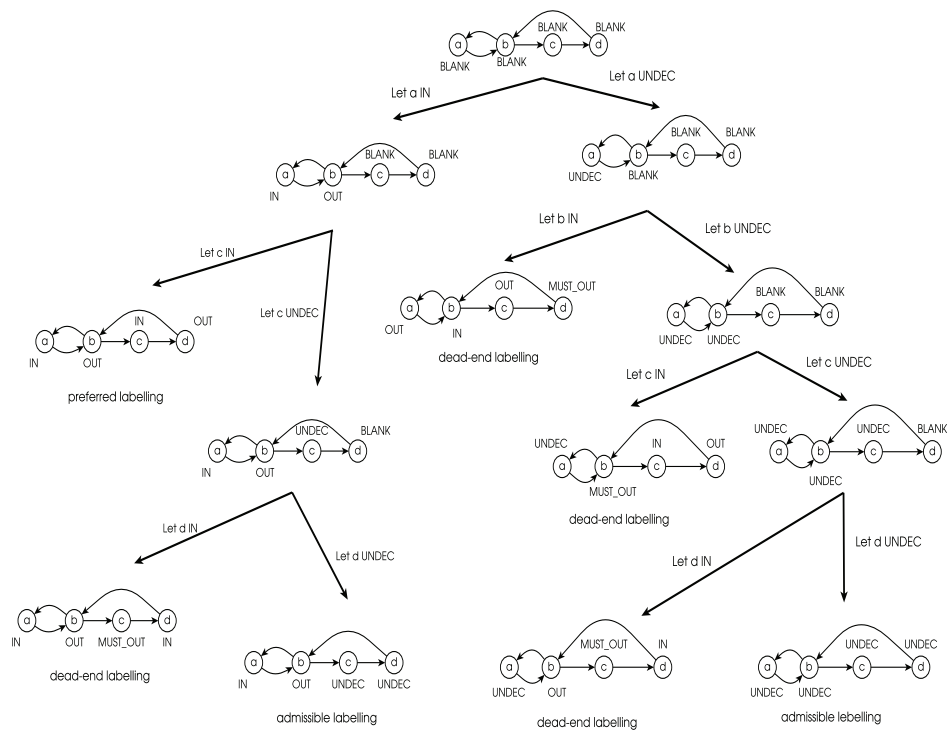 BLANK BLANK
a b c d
BLANK BLANK
Let a IN Let a UNDEC
BLANK BLANK
a b c d
IN OUT
BLANK BLANK
a b c d
UNDEC BLANK
Let c IN
Let c UNDEC
Let b IN Let b UNDEC
IN OUT
a b c d
IN OUT
preferred labelling
OUT MUST_OUT
a b c d
OUT IN
dead-end labelling
BLANK BLANK
a b c d
UNDEC UNDEC
Let c IN Let c UNDEC
UNDEC BLANK
a b c d
IN OUT
UNDEC IN OUT
a b c d
MUST_OUT
dead-end labelling
UNDEC UNDEC BLANK
a b c d
UNDEC
Let d IN Let d UNDEC
Let d IN Let d UNDEC
a b c d
IN OUT MUST_OUT IN
dead-end labelling
a b c d
IN OUT UNDEC UNDEC
admissible labelling
MUST_OUT IN
a b c d
UNDEC OUT
dead-end labelling
UNDEC UNDEC
a b c d
UNDEC UNDEC
admissible lebelling